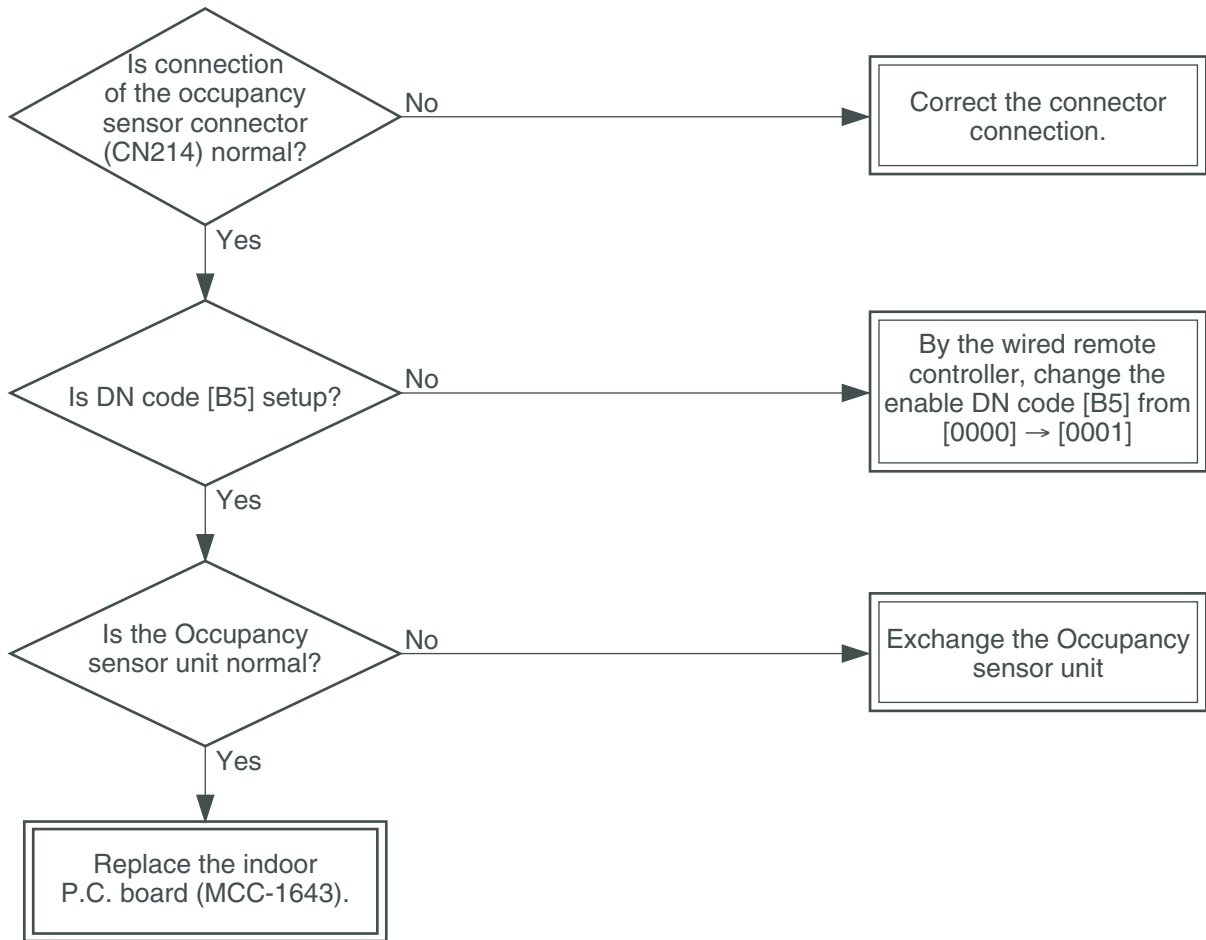 Is connection
of the occupancy
sensor connector
(CN214) normal?
No
Correct the connector
connection.
Yes
Is DN code [B5] setup?
No
By the wired remote
controller, change the
enable DN code [B5] from
[0000] → [0001]
Yes
Is the Occupancy
sensor unit normal?
No
Exchange the Occupancy
sensor unit
Yes
Replace the indoor
P.C. board (MCC-1643).